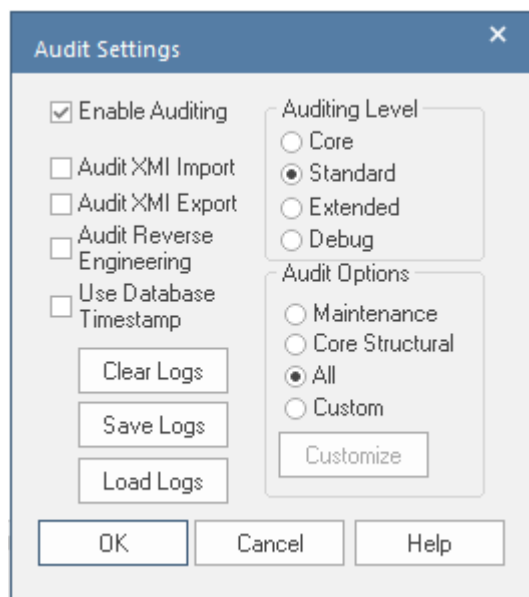 Audit Settings
Enable Auditing
Audit XMI Import
Audit XMI Export
Audit Reverse
Engineering
Use Database
Timestamp
Clear Logs
Save Logs
Load Logs
Auditing Level
Core
Standard
Extended
Debug
Audit Options
Maintenance
Core Structural
All
Custom
Customize
OK
Cancel
Help